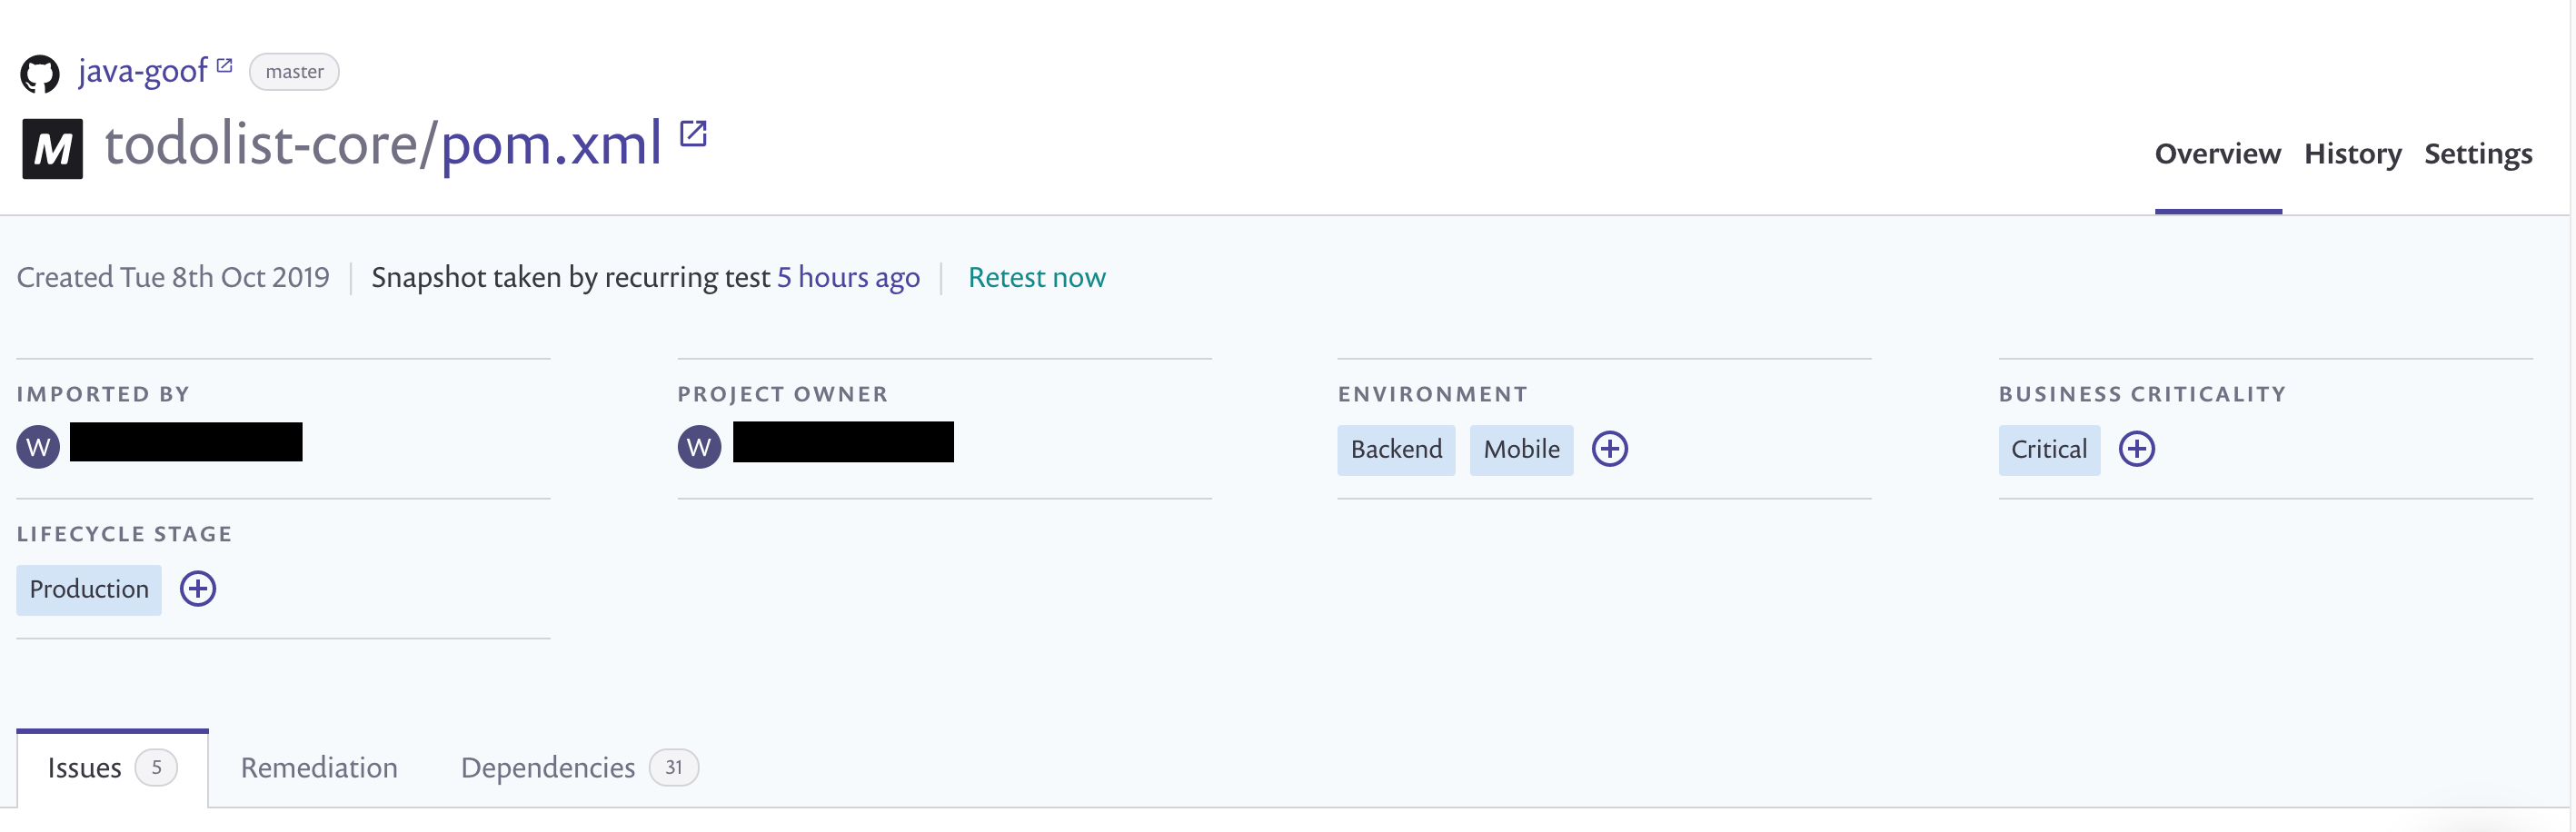 java-goof master
M todolist-core/pom.xml
Overview History Settings
Created Tue 8th Oct 2019 Snapshot taken by recurring test 5 hours ago Retest now
IMPORTED BY PROJECT OWNER ENVIRONMENT BUSINESS CRITICALITY
W W Backend Mobile Critical
LIFECYCLE STAGE
Production
Issues 5 Remediation Dependencies 31